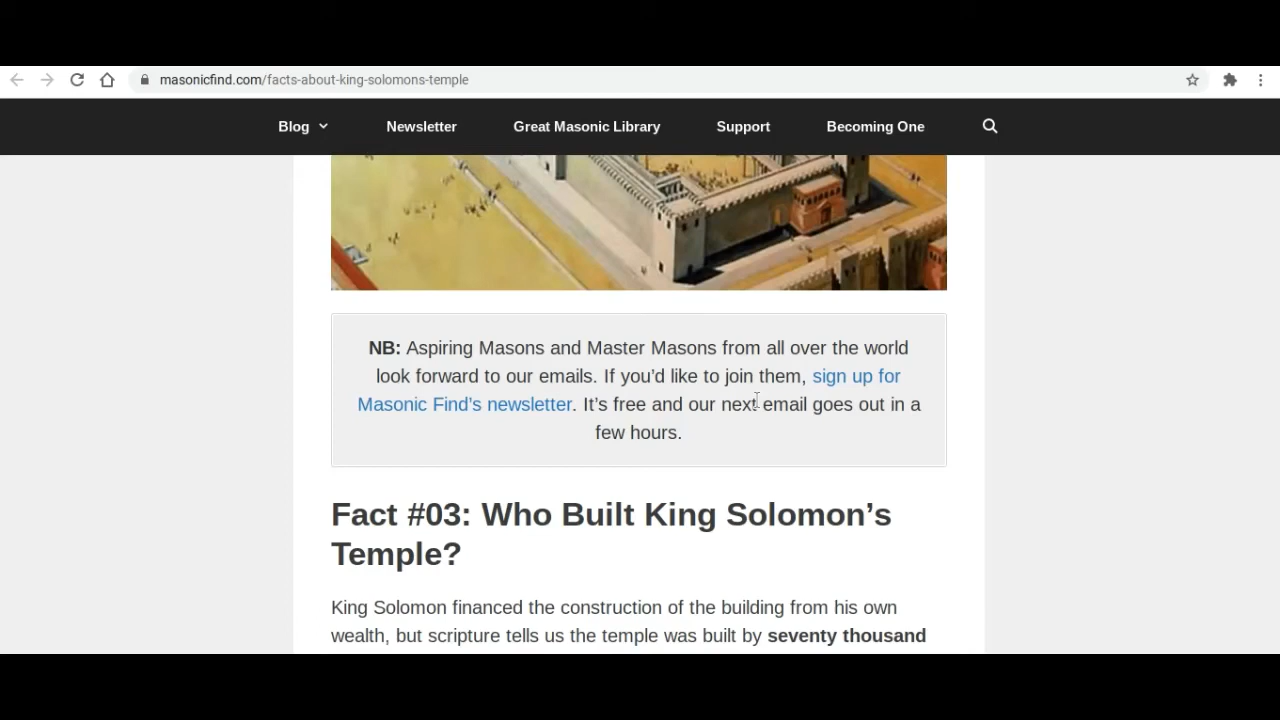 masonicfind.com/facts-about-king-solomons-temple
Blog Newsletter Great Masonic Library Support Becoming One
NB: Aspiring Masons and Master Masons from all over the world
look forward to our emails. If you’d like to join them, sign up for
Masonic Find’s newsletter. It’s free and our next email goes out in a
few hours.
Fact #03: Who Built King Solomon’s
Temple?
King Solomon financed the construction of the building from his own
wealth, but scripture tells us the temple was built by seventy thousand